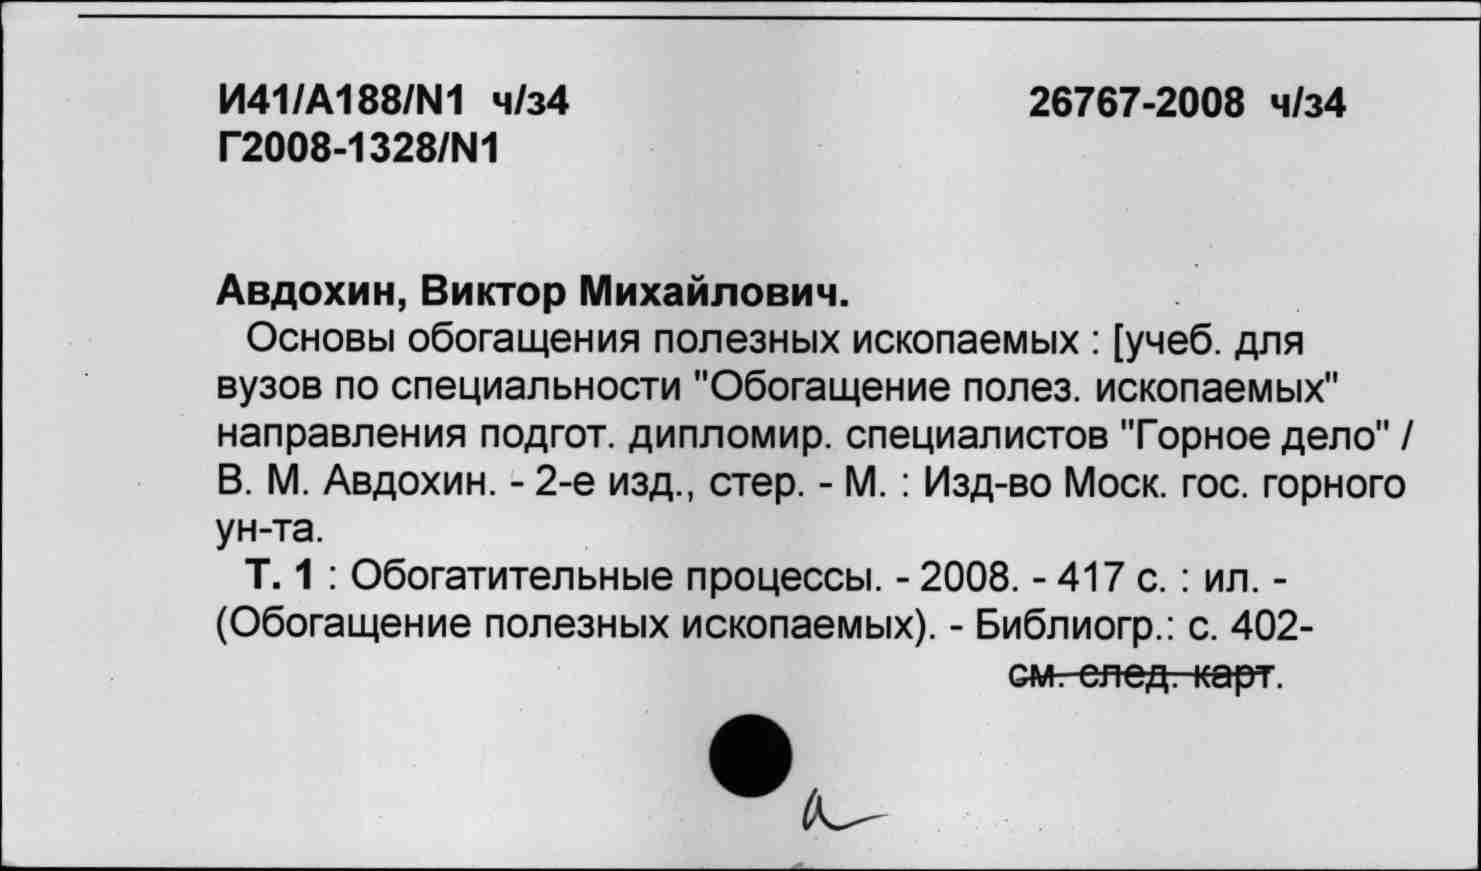 И41/А188/N1 ч/з4 26767-2008 ч/з4
Г2008-1328/N1
Авдохин, Виктор Михайлович.
Основы обогащения полезных ископаемых : [учеб. для
вузов по специальности "Обогащение полез. ископаемых"
направления подгот. дипломир. специалистов "Горное дело" /
В. М. Авдохин. - 2-е изд., стер. - М. : Изд-во Моск. гос. горного
ун-та.
Т. 1 : Обогатительные процессы. - 2008. - 417 с. : ил. -
(Обогащение полезных ископаемых). - Библиогр.: с. 402-
см. след. карт.
а